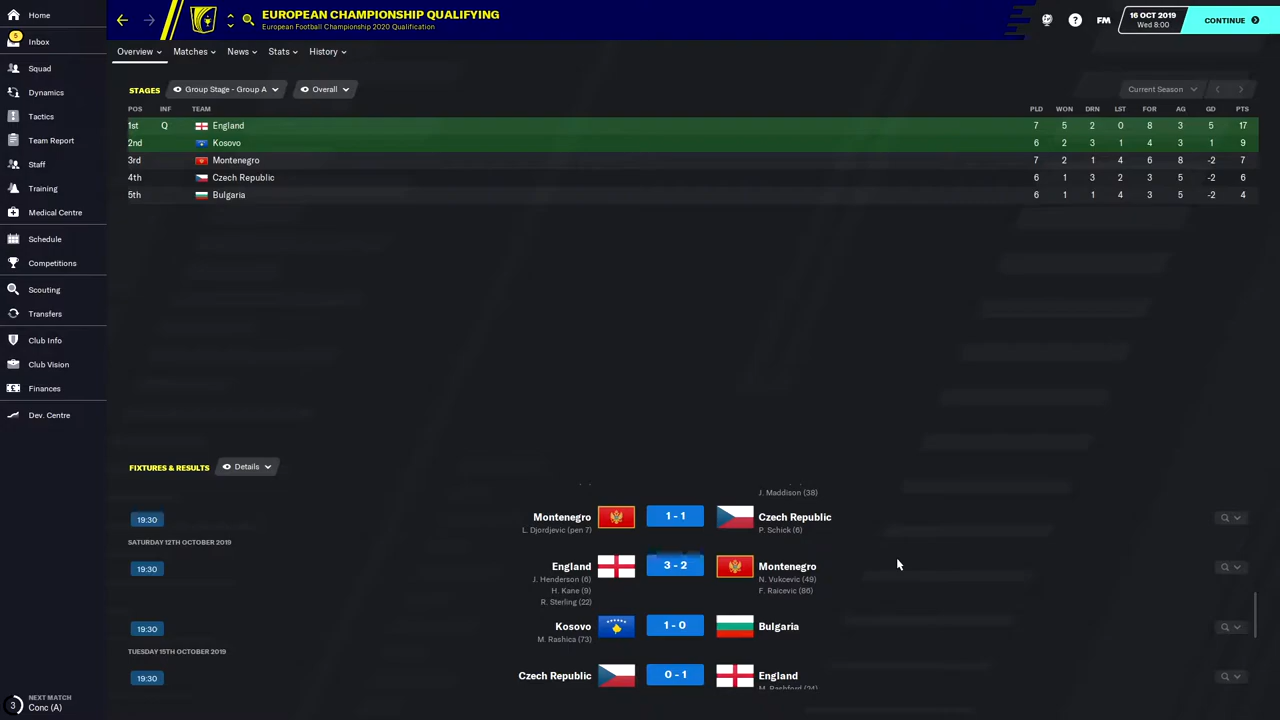 Home
EUROPEAN CHAMPIONSHIP QUALIFYING
European Football Championship 2020 Qualification
FM
16 OCT 2019
Wed 8:00
CONTINUE
5
Inbox
Squad
Dynamics
Tactics
Team Report
Staff
Training
Medical Centre
Schedule
Competitions
Scouting
Transfers
Club Info
Club Vision
Finances
Dev. Centre
3 NEXT MATCH
Conc (A)
Overview Matches News Stats History
STAGES Group Stage - Group A Overall Current Season
POS INF TEAM PLD WON DRN LST FOR AG GD PTS
1st Q England 7 5 2 0 8 3 5 17
2nd Kosovo 6 2 3 1 4 3 1 9
3rd Montenegro 7 2 1 4 6 8 -2 7
4th Czech Republic 6 1 3 2 3 5 -2 6
5th Bulgaria 6 1 1 4 3 5 -2 4
FIXTURES & RESULTS Details
J. Maddison (38)
19:30 Montenegro 1 - 1 Czech Republic
L. Djordjevic (pen 7) P. Schick (6)
SATURDAY 12TH OCTOBER 2019
19:30 England 3 - 2 Montenegro
J. Henderson (6) N. Vukcevic (49)
H. Kane (9) F. Raicevic (86)
R. Sterling (22)
19:30 Kosovo 1 - 0 Bulgaria
M. Rashica (73)
TUESDAY 15TH OCTOBER 2019
19:30 Czech Republic 0 - 1 England
M. Rashford (24)